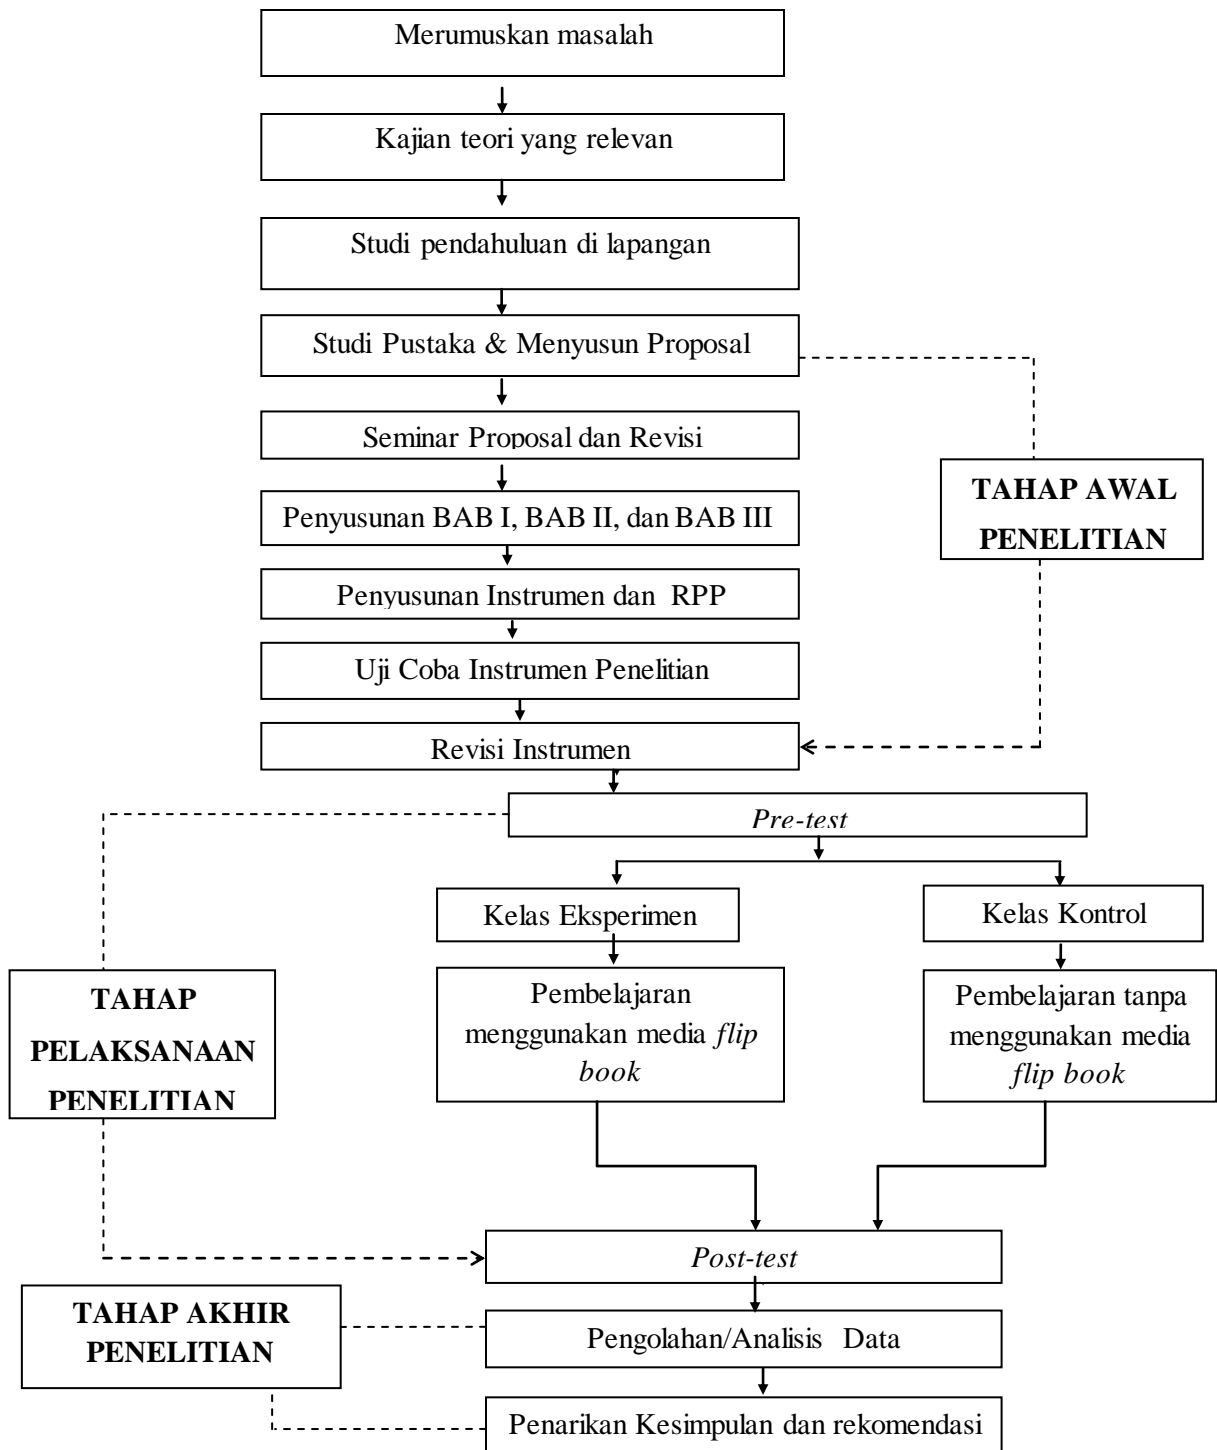 Merumuskan masalah
Kajian teori yang relevan
Studi pendahuluan di lapangan
Studi Pustaka & Menyusun Proposal
Seminar Proposal dan Revisi
TAHAP AWAL
PENELITIAN
Penyusunan BAB I, BAB II, dan BAB III
Penyusunan Instrumen dan RPP
Uji Coba Instrumen Penelitian
Revisi Instrumen
Pre-test
Kelas Eksperimen
Kelas Kontrol
TAHAP
PELAKSANAAN
PENELITIAN
Pembelajaran
menggunakan media flip
book
Pembelajaran tanpa
menggunakan media
flip book
Post-test
TAHAP AKHIR
PENELITIAN
Pengolahan/Analisis Data
Penarikan Kesimpulan dan rekomendasi